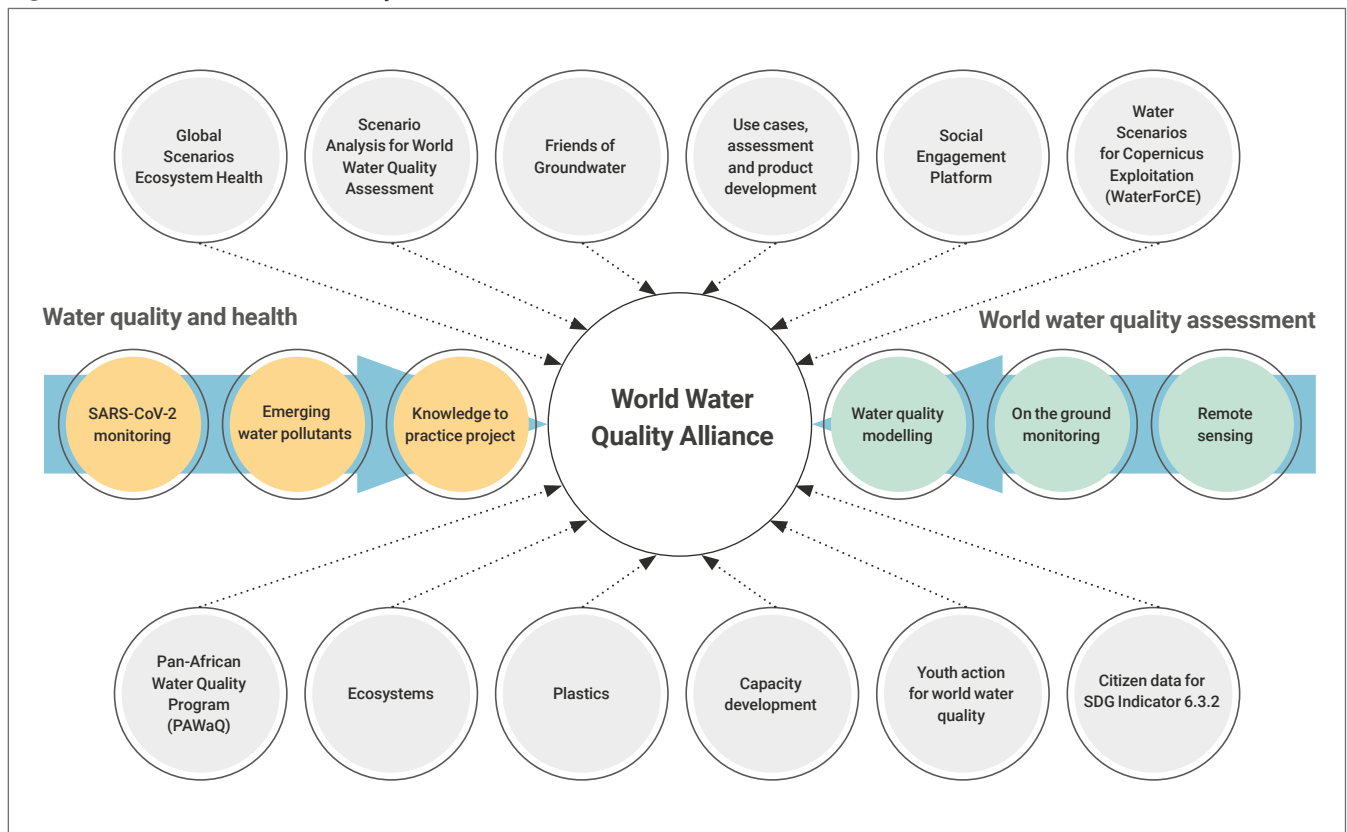 Global
Scenarios
Ecosystem Health
Scenario
Analysis for World
Water Quality
Assessment
Friends of
Groundwater
Use cases,
assessment
and product
development
Social
Engagement
Platform
Water
Scenarios
for Copernicus
Exploitation
(WaterForCE)
Water quality and health
World water quality assessment
SARS-CoV-2
monitoring
Emerging
water pollutants
Knowledge to
practice project
World Water
Quality Alliance
Water quality
modelling
On the ground
monitoring
Remote
sensing
Pan-African
Water Quality
Program
(PAWaQ)
Ecosystems
Plastics
Capacity
development
Youth action
for world water
quality
Citizen data for
SDG Indicator 6.3.2